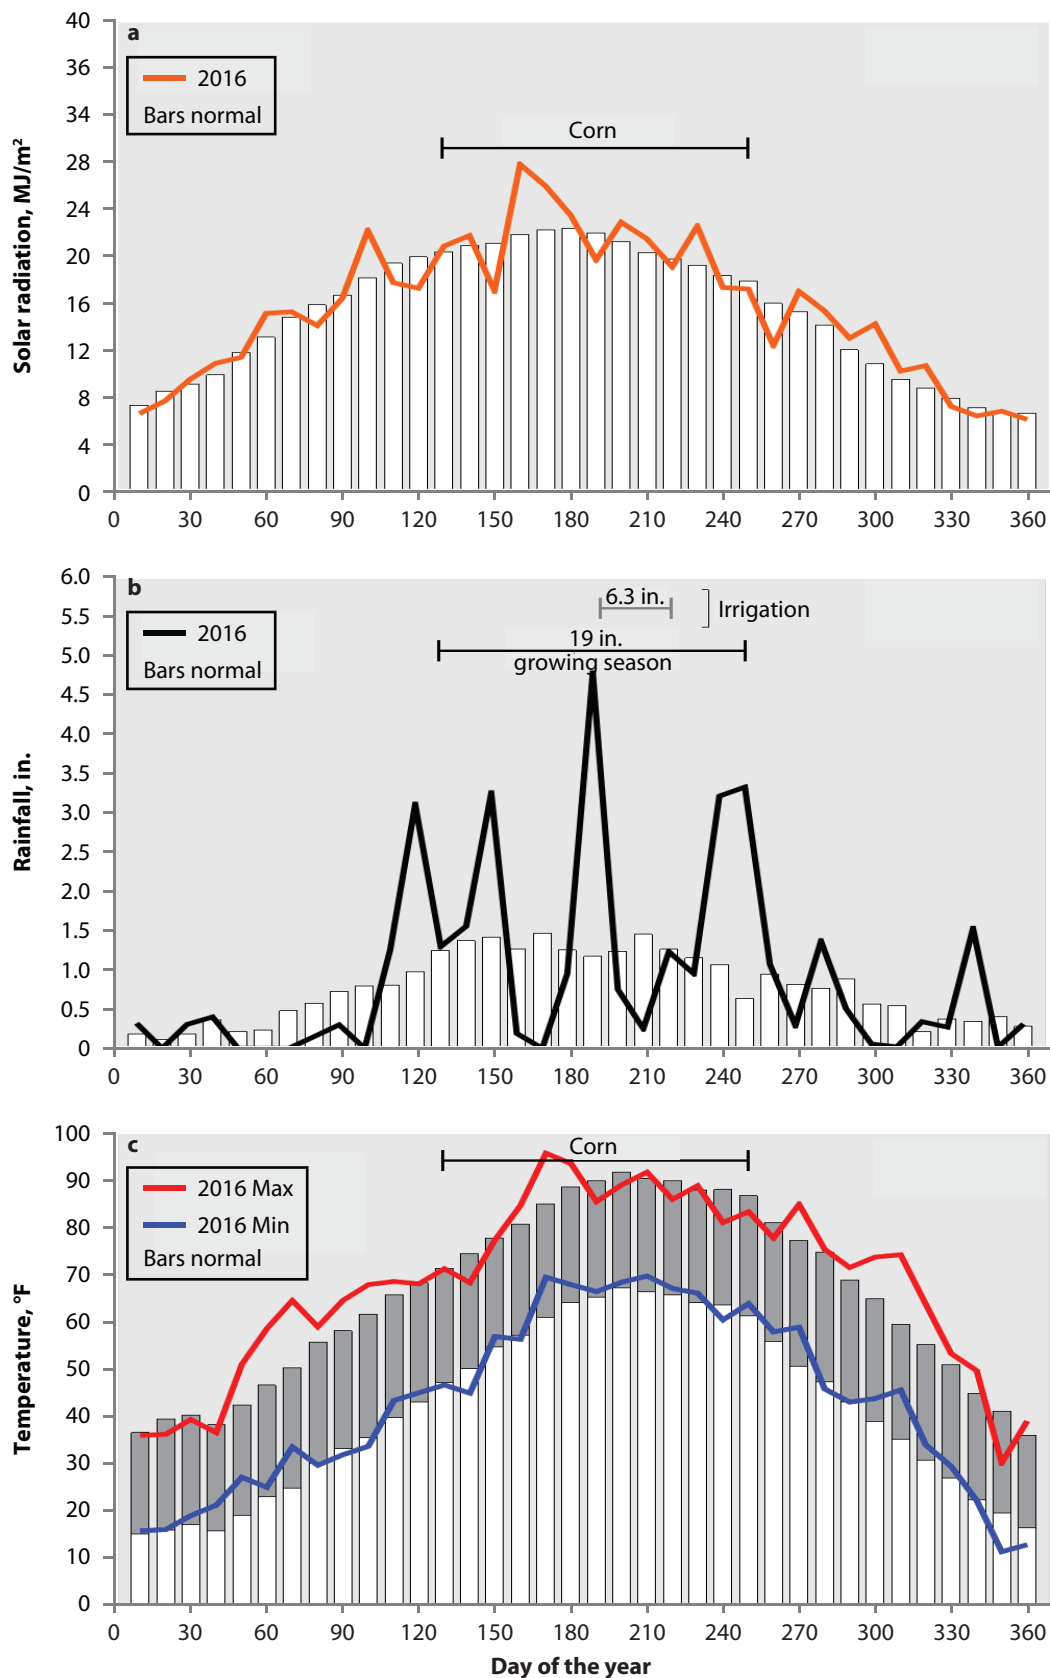 a
40
36
34
28
24
20
16
12
8
4
0
Solar radiation, MJ/m²
2016
Bars normal
Corn
0 30 60 90 120 150 180 210 240 270 300 330 360
b
6.0
5.5
5.0
4.5
4.0
3.5
3.0
2.5
2.0
1.5
1.0
0.5
0
Rainfall, in.
2016
Bars normal
6.3 in.
Irrigation
19 in.
growing season
0 30 60 90 120 150 180 210 240 270 300 330 360
c
100
90
80
70
60
50
40
30
20
10
0
Temperature, °F
2016 Max
2016 Min
Bars normal
Corn
0 30 60 90 120 150 180 210 240 270 300 330 360
Day of the year